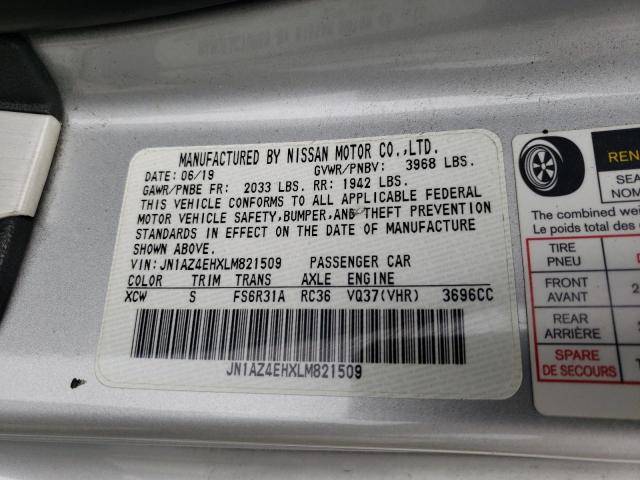 MANUFACTURED BY NISSAN MOTOR CO.,LTD.
DATE: 06/19 GVWR/PNBV: 3968 LBS.
GAWR/PNBE FR: 2033 LBS. RR: 1942 LBS.
THIS VEHICLE CONFORMS TO ALL APPLICABLE FEDERAL
MOTOR VEHICLE SAFETY,BUMPER,AND THEFT PREVENTION
STANDARDS IN EFFECT ON THE DATE OF MANUFACTURE
SHOWN ABOVE.
VIN:JN1AZ4EHXLM821509 PASSENGER CAR
COLOR TRIM TRANS AXLE ENGINE
XCW S FS6R31A RC36 VQ37(VHR) 3696CC
JN1AZ4EHXLM821509
The combined
Le poids total des
TIRE
PNEU
FRONT
AVANT
REAR
ARRIÈRE
SPARE
DE SECOURS